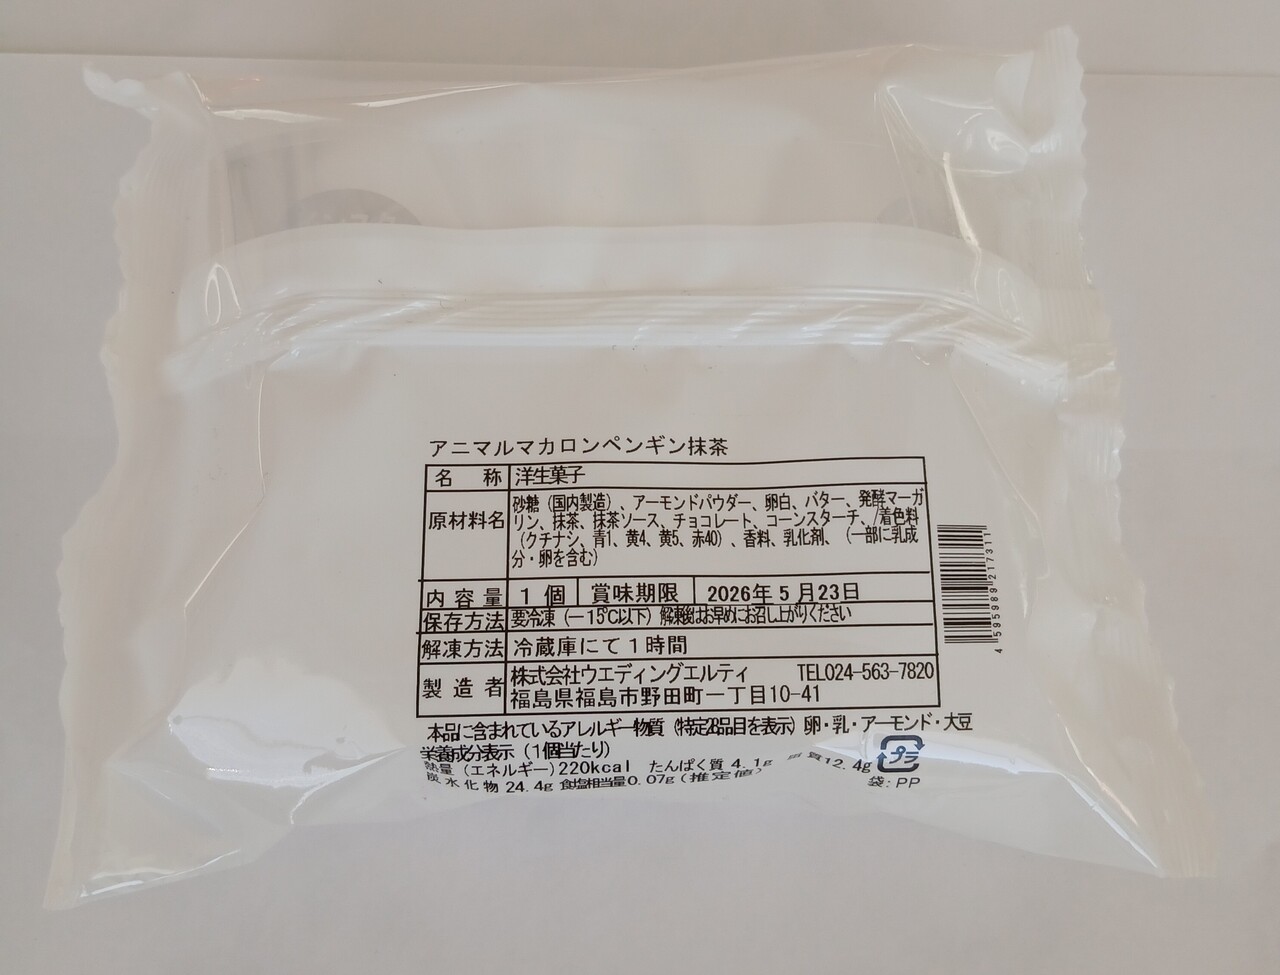 アニマルマカロンペンギン抹茶
名 称 洋生菓子
原材料名 砂糖（国内製造）、アーモンドパウダー、卵白、バター、発酵マーガ
リン、抹茶、抹茶ソース、チョコレート、コーンスターチ、/着色料
（クチナシ、青1、黄4、黄5、赤40）、香料、乳化剤、（一部に乳成
分・卵を含む）
内容量 1 個 賞味期限 2026年 5 月23日
保存方法 要冷凍（－15℃以下）解凍後はお早めにお召し上がりください
解凍方法 冷蔵庫にて１時間
製造者 株式会社ウエディングエルティ TEL024-563-7820
福島県福島市野田町一丁目10-41
本品に含まれているアレルギー物質（特定28品目を表示）卵・乳・アーモンド・大豆
栄養成分表示（1個当たり）
熱量（エネルギー）220kcal たんぱく質 4.1g 脂質12.4g
炭水化物 24.4g 食塩相当量0.07g（推定値）
プラ
袋：PP
4 595989 217311